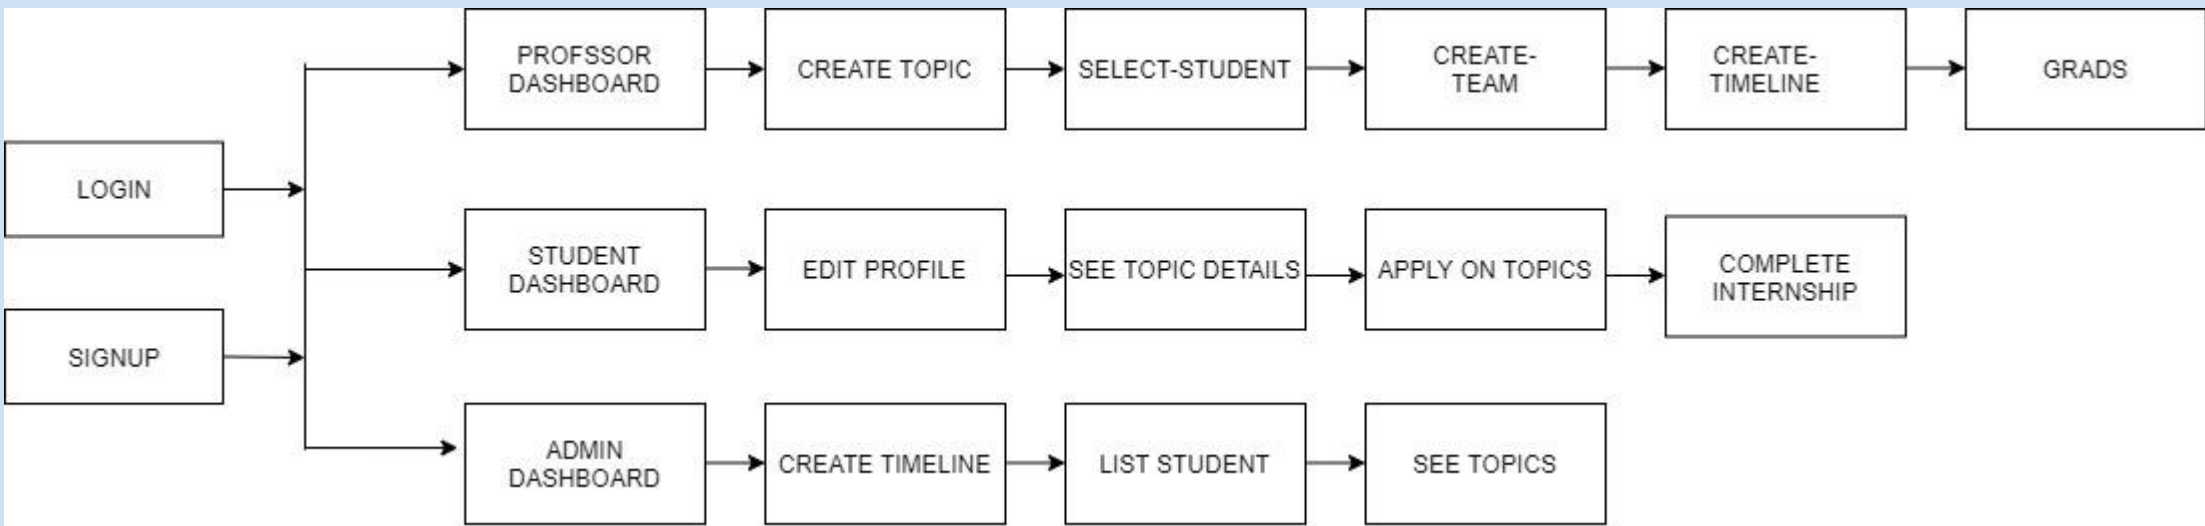 PROFSSOR
DASHBOARD
CREATE TOPIC
SELECT-STUDENT
CREATE-
TEAM
CREATE-
TIMELINE
GRADS
LOGIN
STUDENT
DASHBOARD
EDIT PROFILE
SEE TOPIC DETAILS
APPLY ON TOPICS
COMPLETE
INTERNSHIP
SIGNUP
ADMIN
DASHBOARD
CREATE TIMELINE
LIST STUDENT
SEE TOPICS